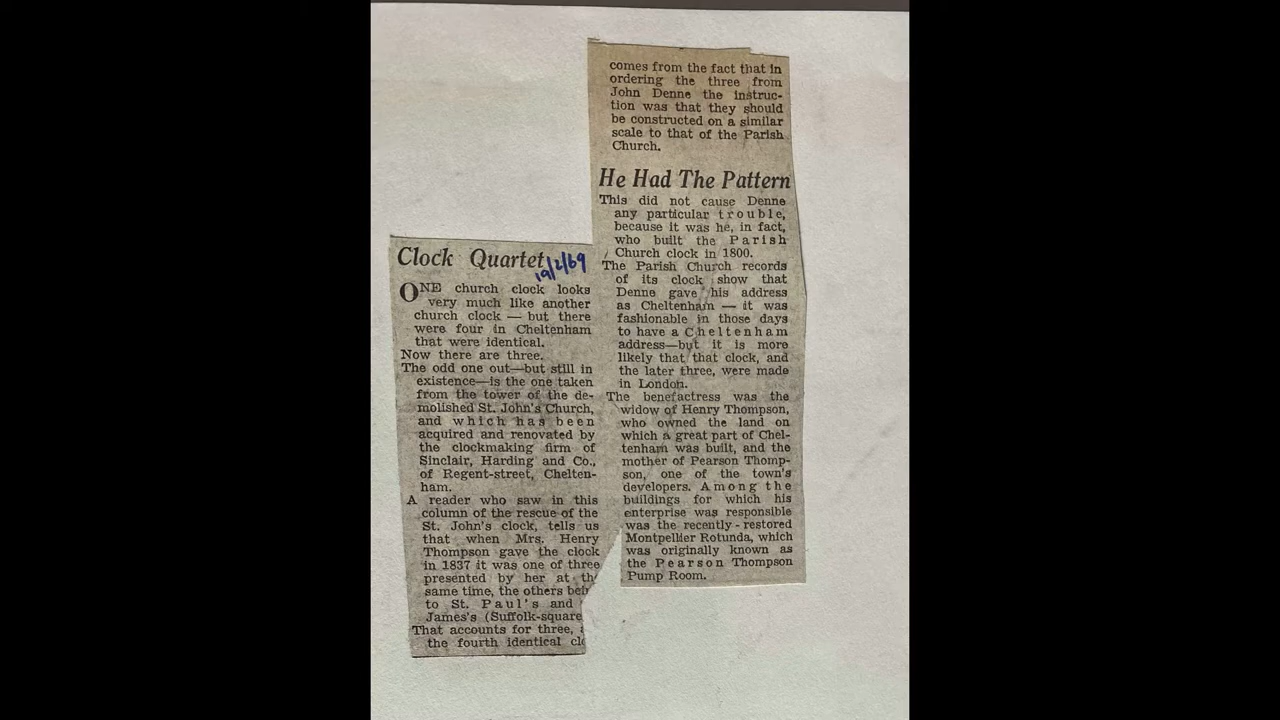 Clock Quartet
19/2/69
ONE church clock looks
very much like another
church clock — but there
were four in Cheltenham
that were identical.
Now there are three.
The odd one out—but still in
existence—is the one taken
from the tower of the de-
molished St. John's Church,
and which has been
acquired and renovated by
the clockmaking firm of
Sinclair, Harding and Co.,
of Regent-street, Chelten-
ham.
A reader who saw in this
column of the rescue of the
St. John's clock, tells us
that when Mrs. Henry
Thompson gave the clock
in 1837 it was one of three
presented by her at th
same time, the others bein
to St. Paul's and
James's (Suffolk-square
That accounts for three,
the fourth identical clo
comes from the fact that in
ordering the three from
John Denne the instruc-
tion was that they should
be constructed on a similar
scale to that of the Parish
Church.
He Had The Pattern
This did not cause Denne
any particular trouble,
because it was he, in fact,
who built the Parish
Church clock in 1800.
The Parish Church records
of its clock show that
Denne gave his address
as Cheltenham — it was
fashionable in those days
to have a Cheltenham
address—but it is more
likely that that clock, and
the later three, were made
in London.
The benefactress was the
widow of Henry Thompson,
who owned the land on
which a great part of Chel-
tenham was built, and the
mother of Pearson Thomp-
son, one of the town's
developers. Among the
buildings for which his
enterprise was responsible
was the recently-restored
Montpellier Rotunda, which
was originally known as
the Pearson Thompson
Pump Room.